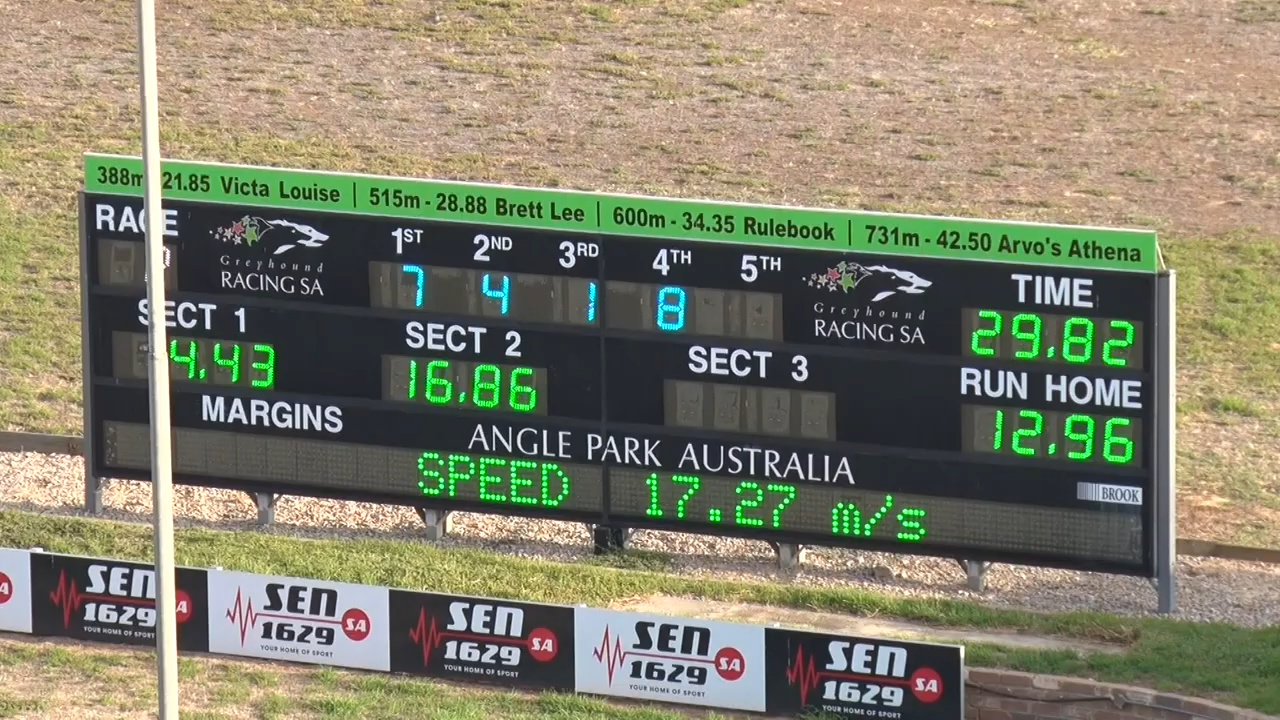 388m 21.85 Victa Louise | 515m - 28.88 Brett Lee | 600m - 34.35 Rulebook | 731m - 42.50 Arvo's Athena
RACE
Greyhound
RACING SA
1ST 2ND 3RD 4TH 5TH
7 4 1 8
Greyhound
RACING SA
TIME
29.82
SECT 1
4.43
SECT 2
16.86
SECT 3
RUN HOME
12.96
MARGINS
ANGLE PARK AUSTRALIA
SPEED 17.27 m/s
BROOK
A
SEN
1629 A
YOUR HOME OF SPORT
SEN
1629 SA
YOUR HOME OF SPORT
SEN
1629 SA
YOUR HOME OF SPORT
SEN
1629 SA
YOUR HOME OF SPORT
SEN
1629 SA
YOUR HOME OF SPORT